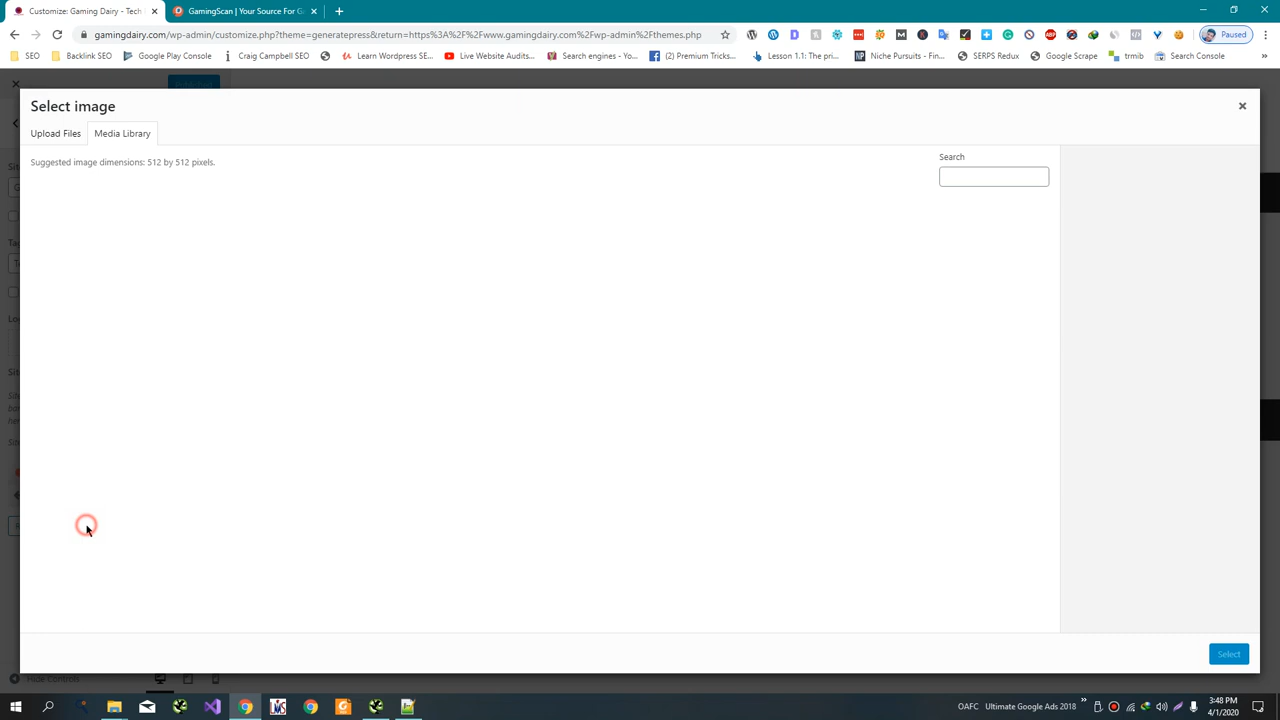 Customize: Gaming Dairy - Tech
GamingScan | Your Source For G
gamingdairy.com/wp-admin/customize.php?theme=generatepress&return=https%3A%2F%2Fwww.gamingdairy.com%2Fwp-admin%2Fthemes.php
Paused
SEO
Backlink SEO
Google Play Console
Craig Campbell SEO
Learn Wordpress SE...
Live Website Audits...
Search engines - Yo...
(2) Premium Tricks...
Lesson 1.1: The pri...
Niche Pursuits - Fin...
SERPS Redux
Google Scrape
trmib
Search Console
Select image
Upload Files
Media Library
Suggested image dimensions: 512 by 512 pixels.
Search
Select
Hide Controls
OAFC
Ultimate Google Ads 2018
3:48 PM
4/1/2020